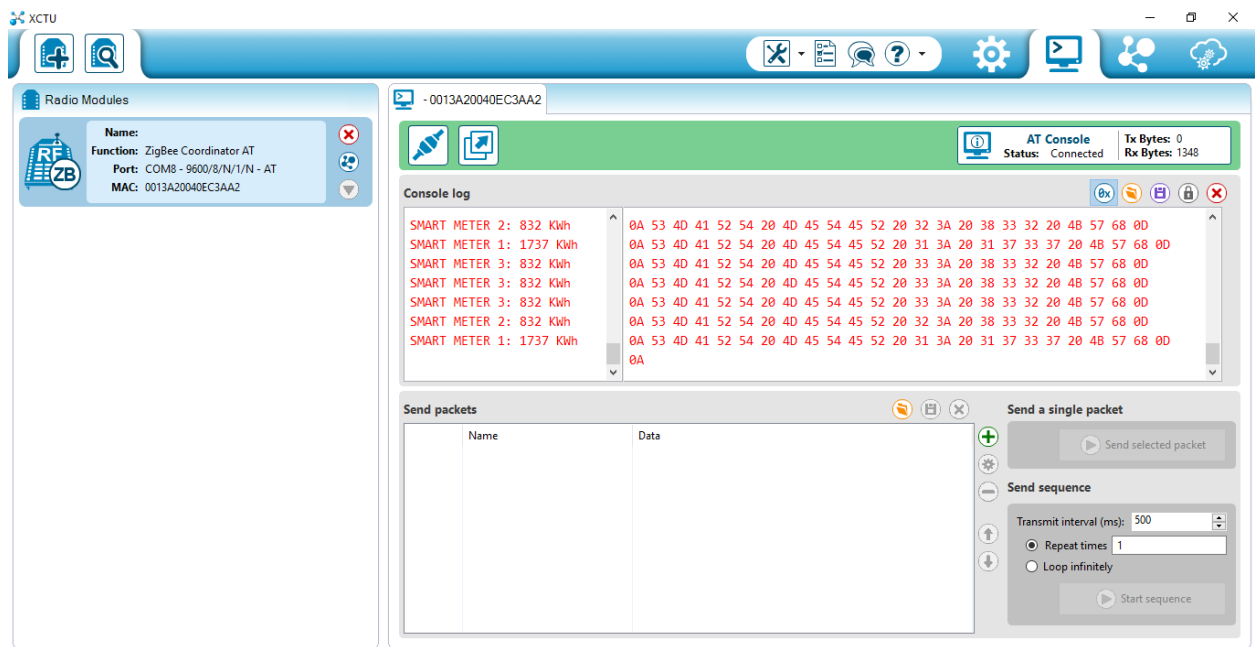 XCTU
Radio Modules
Name:
Function: ZigBee Coordinator AT
Port: COM8 - 9600/8/N/1/N - AT
MAC: 0013A20040EC3AA2
RF
ZB
- 0013A20040EC3AA2
AT Console
Status: Connected
Tx Bytes: 0
Rx Bytes: 1348
Console log
0x
SMART METER 2: 832 KWh
SMART METER 1: 1737 KWh
SMART METER 3: 832 KWh
SMART METER 3: 832 KWh
SMART METER 3: 832 KWh
SMART METER 2: 832 KWh
SMART METER 1: 1737 KWh
0A 53 4D 41 52 54 20 4D 45 54 45 52 20 32 3A 20 38 33 32 20 4B 57 68 0D
0A 53 4D 41 52 54 20 4D 45 54 45 52 20 31 3A 20 31 37 33 37 20 4B 57 68 0D
0A 53 4D 41 52 54 20 4D 45 54 45 52 20 33 3A 20 38 33 32 20 4B 57 68 0D
0A 53 4D 41 52 54 20 4D 45 54 45 52 20 33 3A 20 38 33 32 20 4B 57 68 0D
0A 53 4D 41 52 54 20 4D 45 54 45 52 20 33 3A 20 38 33 32 20 4B 57 68 0D
0A 53 4D 41 52 54 20 4D 45 54 45 52 20 32 3A 20 38 33 32 20 4B 57 68 0D
0A 53 4D 41 52 54 20 4D 45 54 45 52 20 31 3A 20 31 37 33 37 20 4B 57 68 0D
0A
Send packets
Name
Data
Send a single packet
Send selected packet
Send sequence
Transmit interval (ms): 500
Repeat times 1
Loop infinitely
Start sequence